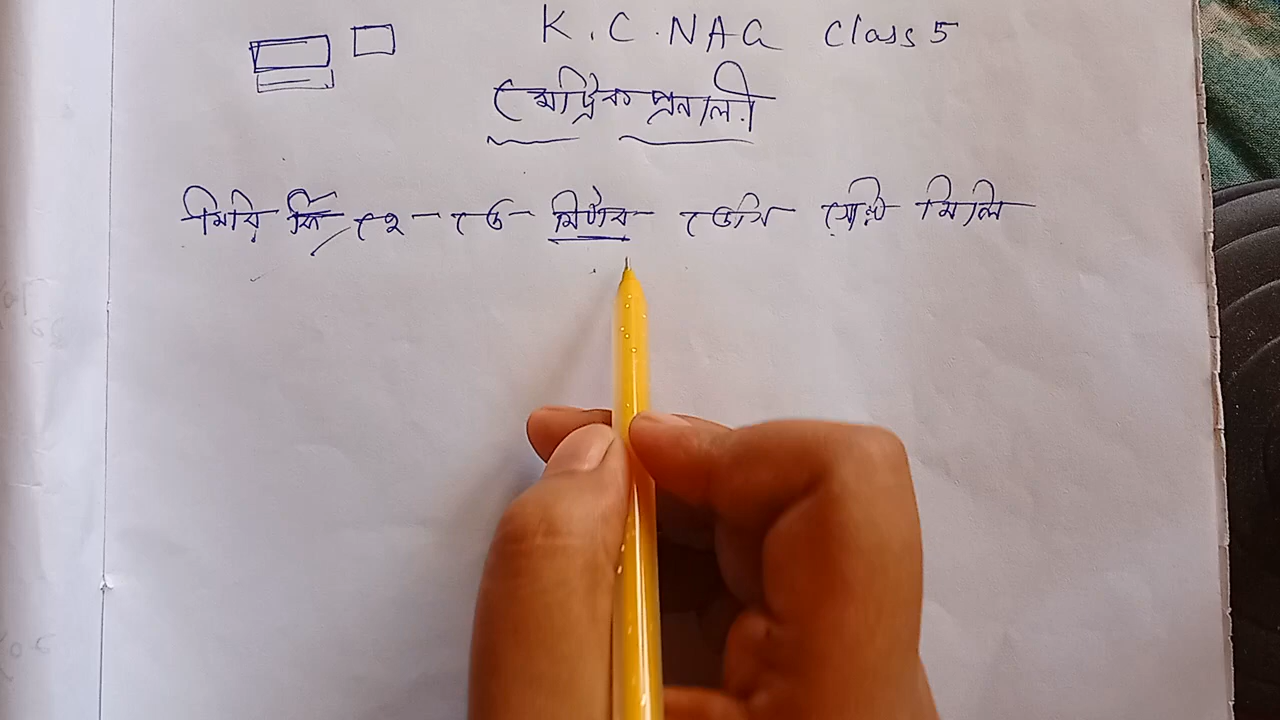 K.C.NAG Class 5
মেট্রিক প্রনালী
মিরি কি হে ডে মিটার ডেসি সেন্টি মিলি